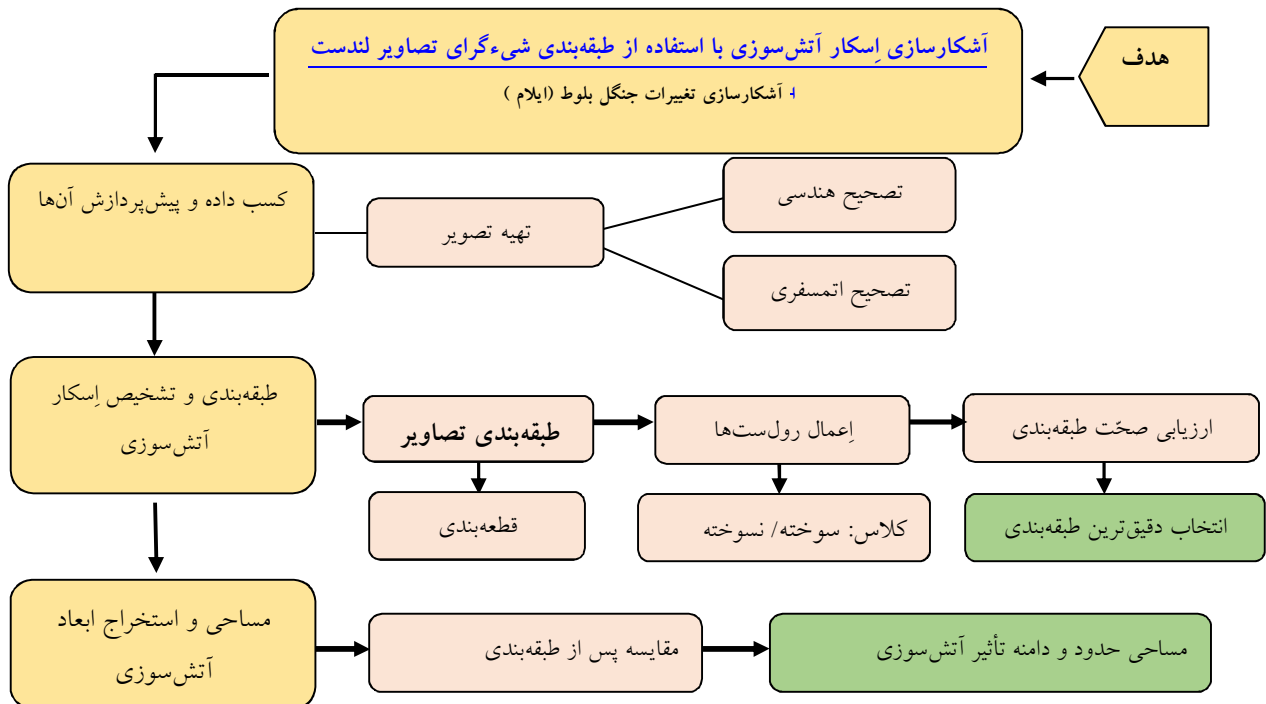 هدف
آشکارسازی اِسکار آتش‌سوزی با استفاده از طبقه‌بندی شیءگرای تصاویر لندست
آشکارسازی تغییرات جنگل بلوط (ایلام )
کسب داده و پیش‌پردازش آن‌ها
تهیه تصویر
تصحیح هندسی
تصحیح اتمسفری
طبقه‌بندی و تشخیص اِسکار
آتش‌سوزی
طبقه‌بندی تصاویر
اِعمال رول‌ست‌ها
ارزیابی صحّت طبقه‌بندی
قطعه‌بندی
کلاس: سوخته/ نسوخته
انتخاب دقیق‌ترین طبقه‌بندی
مساحی و استخراج ابعاد
آتش‌سوزی
مقایسه پس از طبقه‌بندی
مساحی حدود و دامنه تأثیر آتش‌سوزی